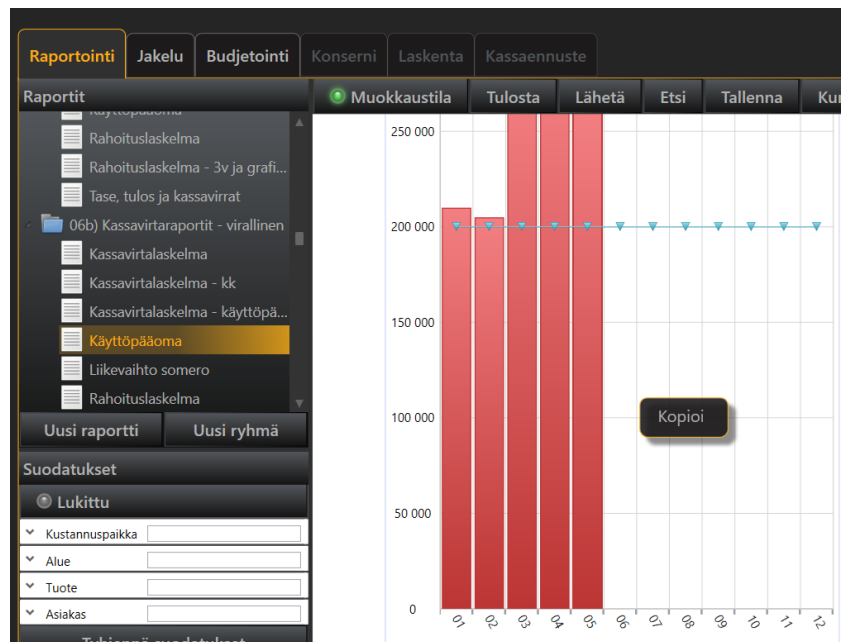 Raportointi Jakelu Budjetointi Konserni Laskenta Kassaennuste
Raportit
Muokkaustila Tulosta Lähetä Etsi Tallenna
Käyttöpääoma
Rahoituslaskelma
Rahoituslaskelma - 3v ja grafi...
Tase, tulos ja kassavirrat
06b) Kassavirtaraportit - virallinen
Kassavirtalaskelma
Kassavirtalaskelma - kk
Kassavirtalaskelma - käyttöpä...
Käyttöpääoma
Liikevaihto somero
Rahoituslaskelma
Uusi raportti Uusi ryhmä
Suodatukset
Lukittu
Kustannuspaikka
Alue
Tuote
Asiakas
Tyhjennä suodatukset
250 000
200 000
150 000
100 000
50 000
0
Kopioi
01 02 03 04 05 06 07 08 09 10 11 12